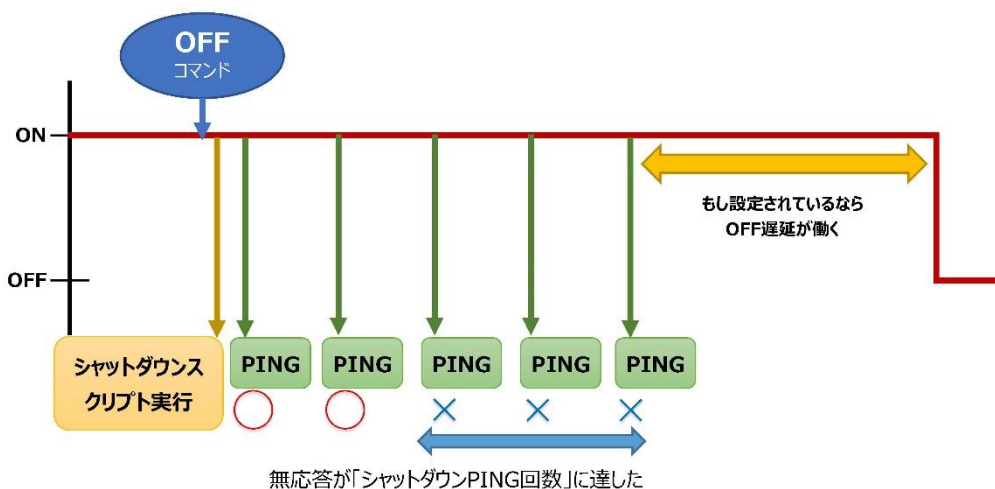 OFF
コマンド
ON
もし設定されているなら
OFF遅延が働く
OFF
シャットダウンス
クリプト実行
PING
PING
PING
PING
PING
無応答が「シャットダウンPING回数」に達した